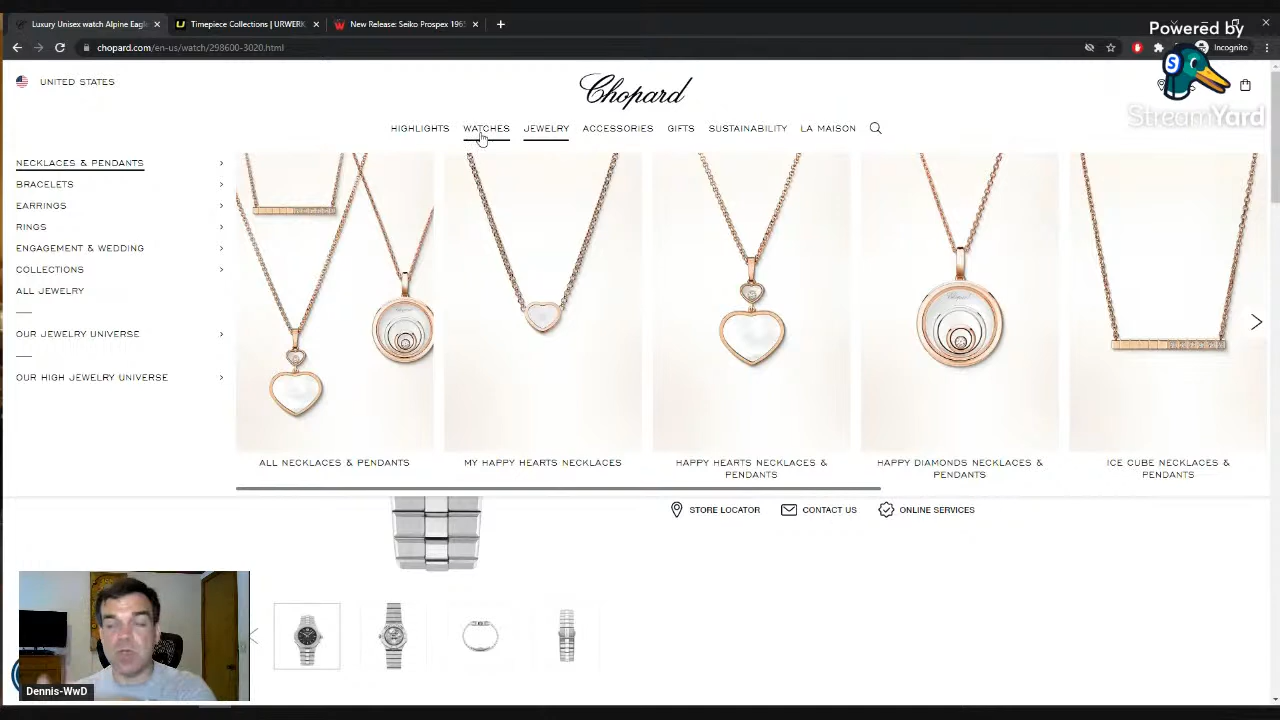 Luxury Unisex watch Alpine Eagl
Timepiece Collections | URWERK
New Release: Seiko Prospex 196
Powered by
chopard.com/en-us/watch/298600-3020.html
Incognito
UNITED STATES
Chopard
StreamYard
HIGHLIGHTS WATCHES JEWELRY ACCESSORIES GIFTS SUSTAINABILITY LA MAISON
NECKLACES & PENDANTS
BRACELETS
EARRINGS
RINGS
ENGAGEMENT & WEDDING
COLLECTIONS
ALL JEWELRY
OUR JEWELRY UNIVERSE
OUR HIGH JEWELRY UNIVERSE
ALL NECKLACES & PENDANTS
MY HAPPY HEARTS NECKLACES
HAPPY HEARTS NECKLACES &
PENDANTS
HAPPY DIAMONDS NECKLACES &
PENDANTS
ICE CUBE NECKLACES &
PENDANTS
STORE LOCATOR
CONTACT US
ONLINE SERVICES
Dennis-WwD